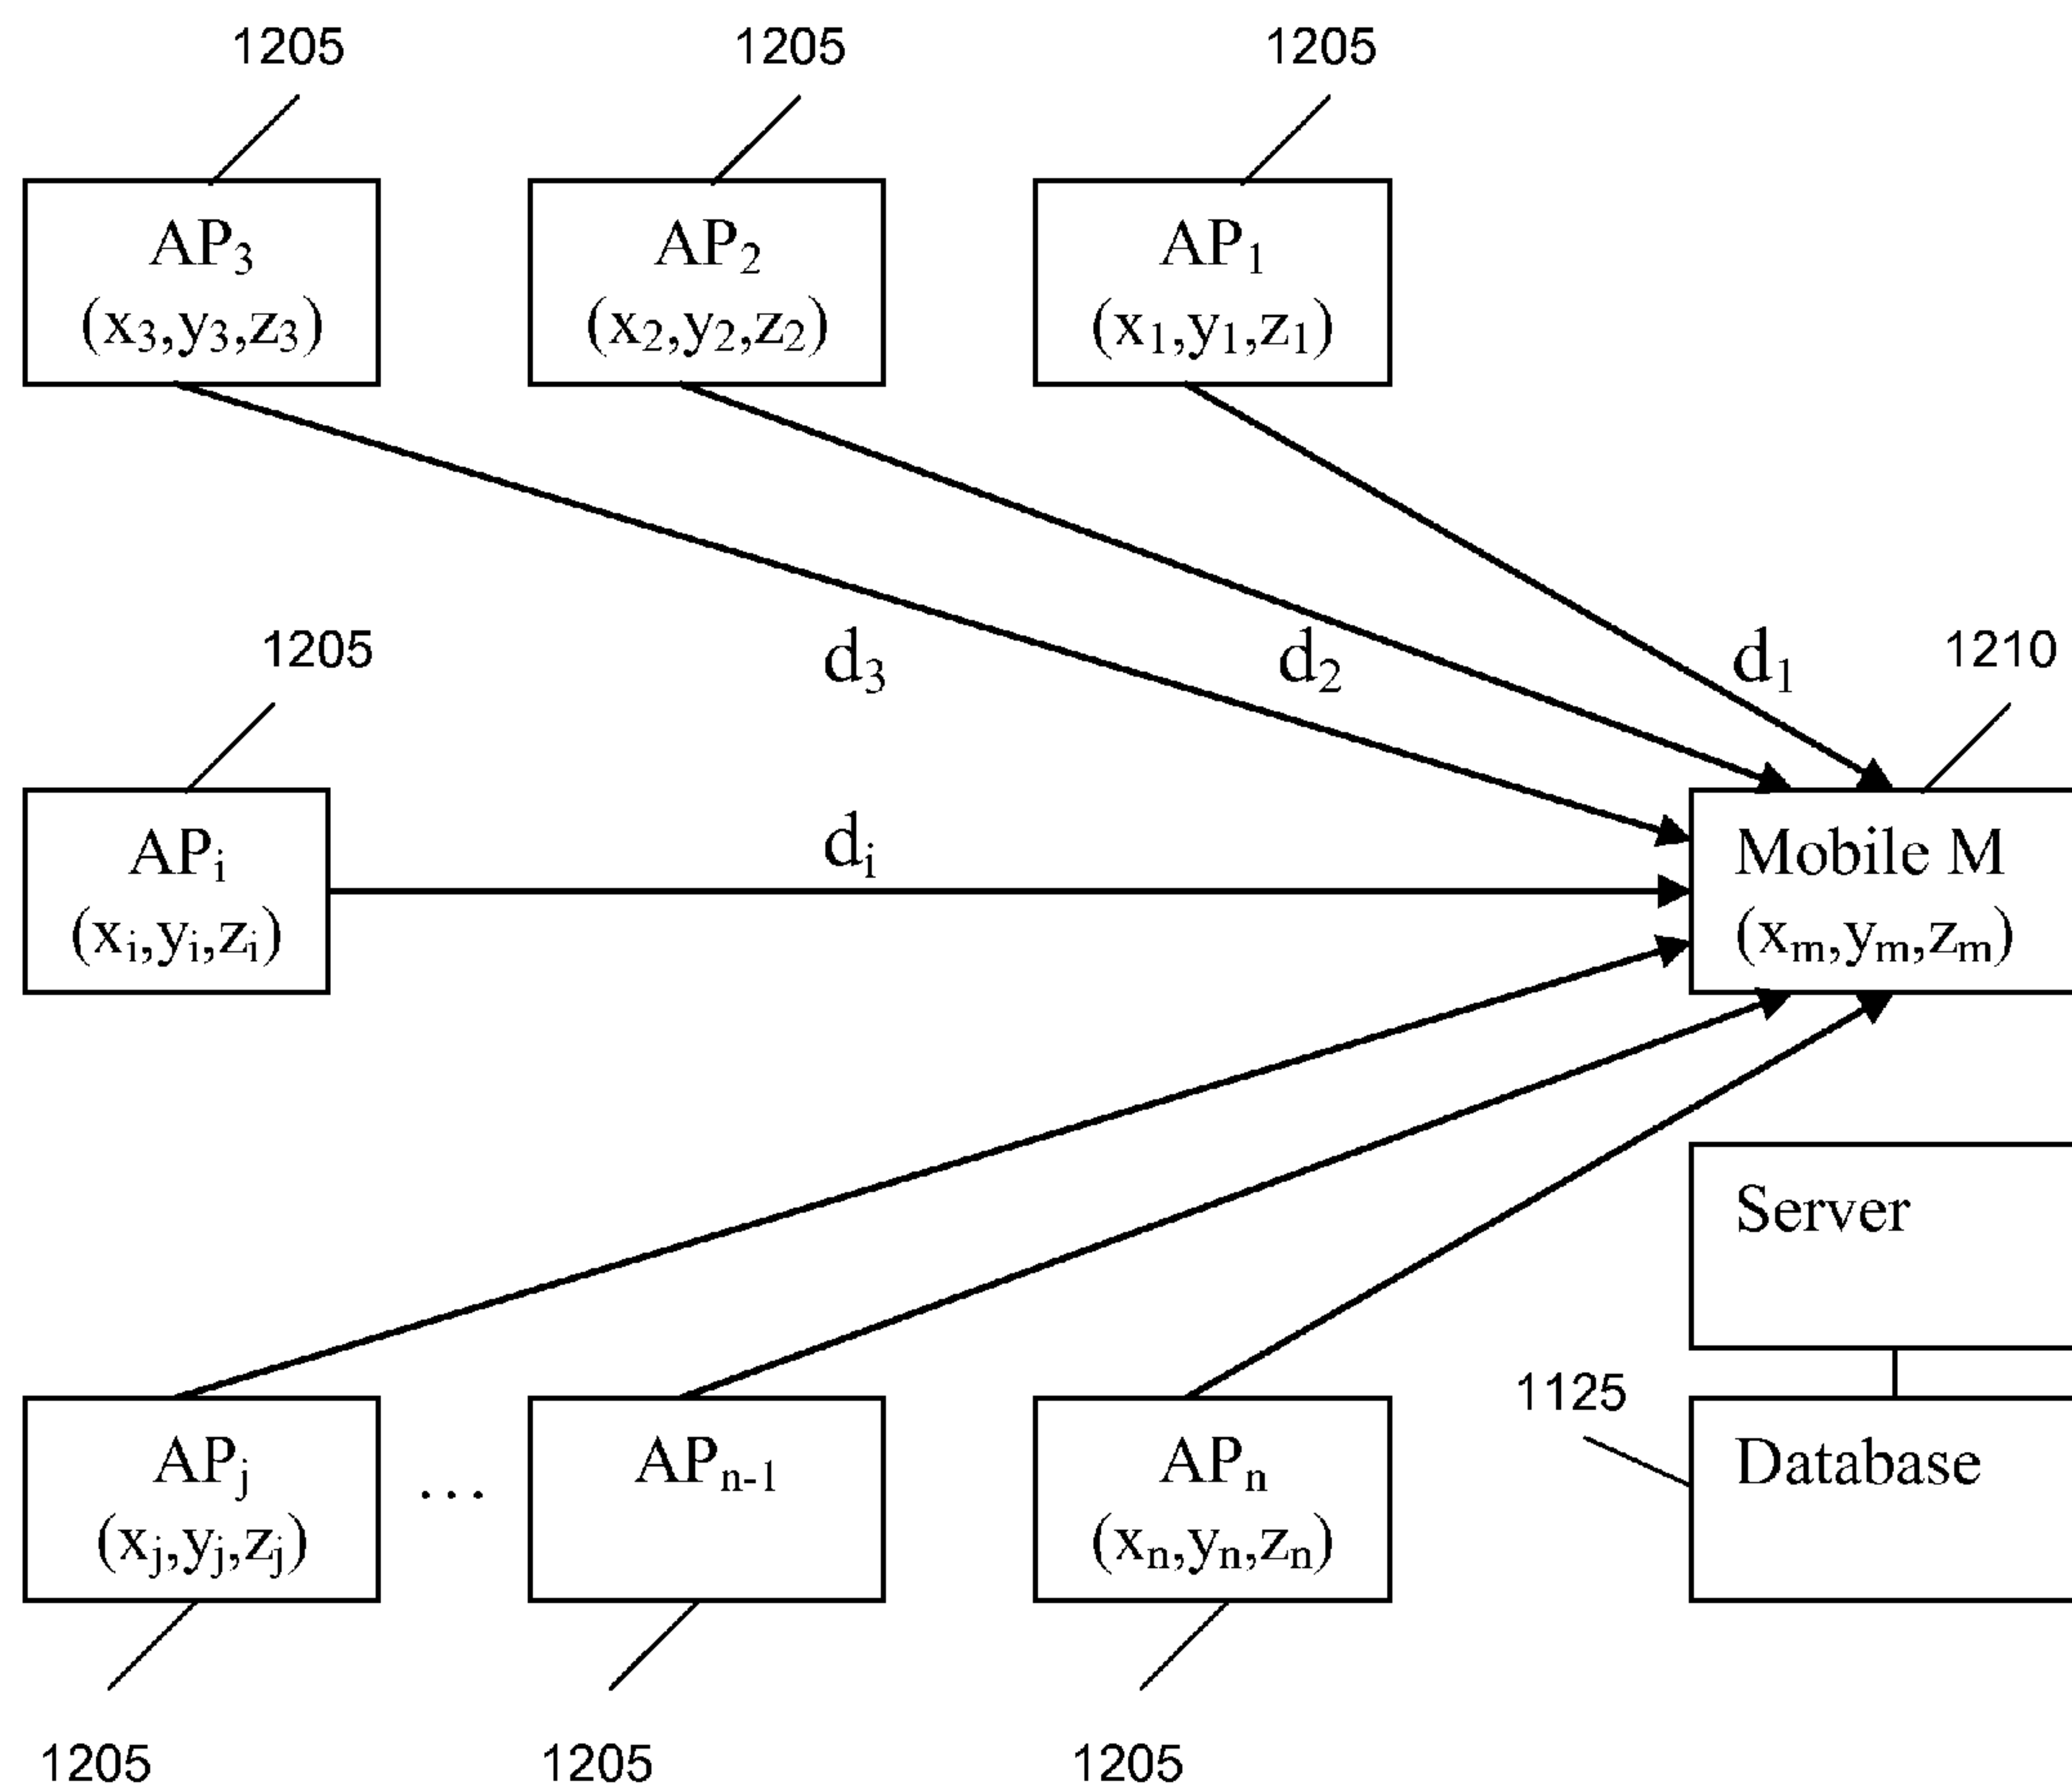 1205 1205 1205
AP₃ AP₂ AP₁
(x₃,y₃,z₃) (x₂,y₂,z₂) (x₁,y₁,z₁)
1205 d₃ d₂ d₁ 1210
APᵢ dᵢ Mobile M
(xᵢ,yᵢ,zᵢ) (xₘ,yₘ,zₘ)
Server
1125
APⱼ ... APₙ₋₁ APₙ Database
(xⱼ,yⱼ,zⱼ) (xₙ,yₙ,zₙ)
1205 1205 1205